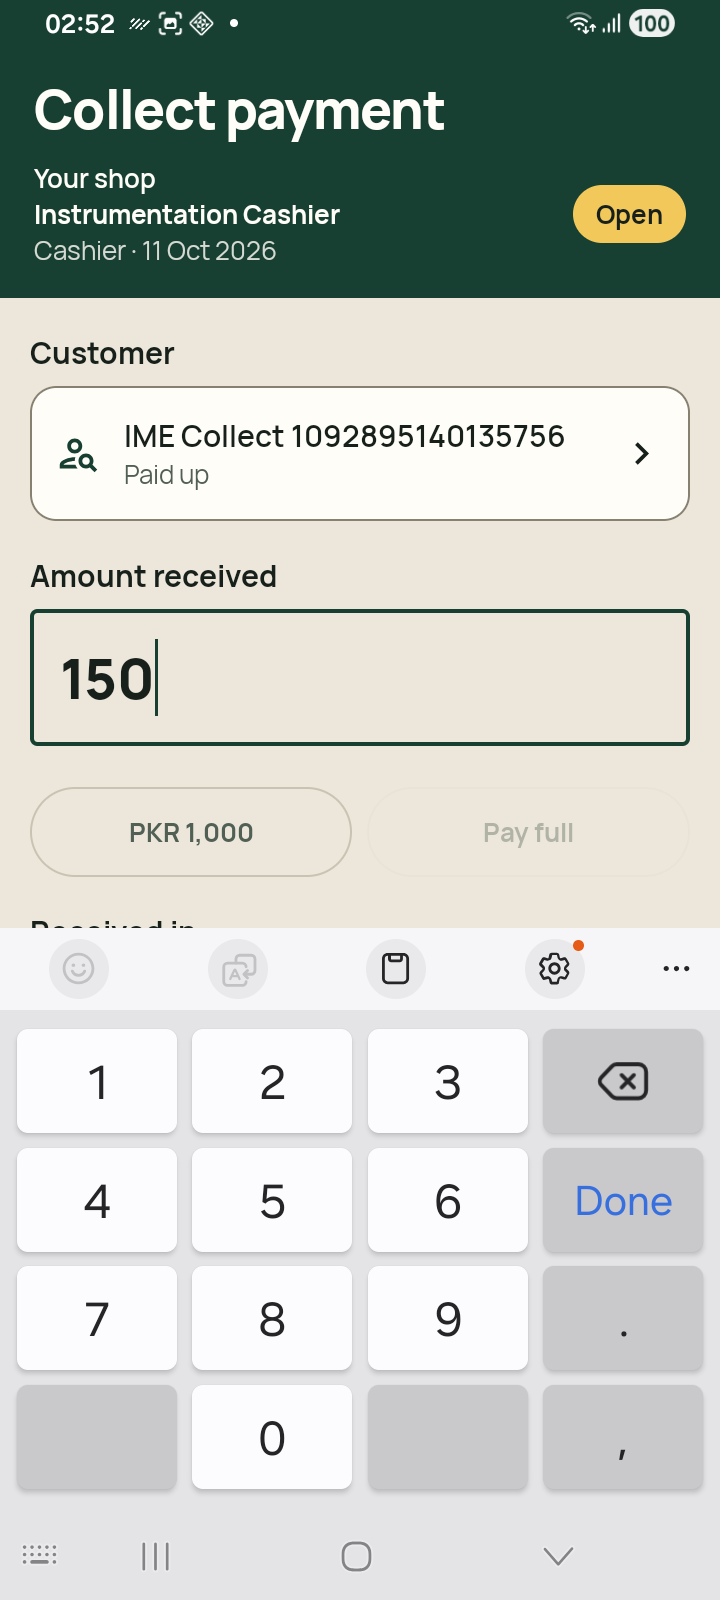 02:52
100
Collect payment
Your shop
Instrumentation Cashier
Cashier · 11 Oct 2026
Open
Customer
IME Collect 1092895140135756
Paid up
Amount received
150
PKR 1,000
Pay full
Received in
1 2 3
4 5 6 Done
7 8 9 .
0 ,